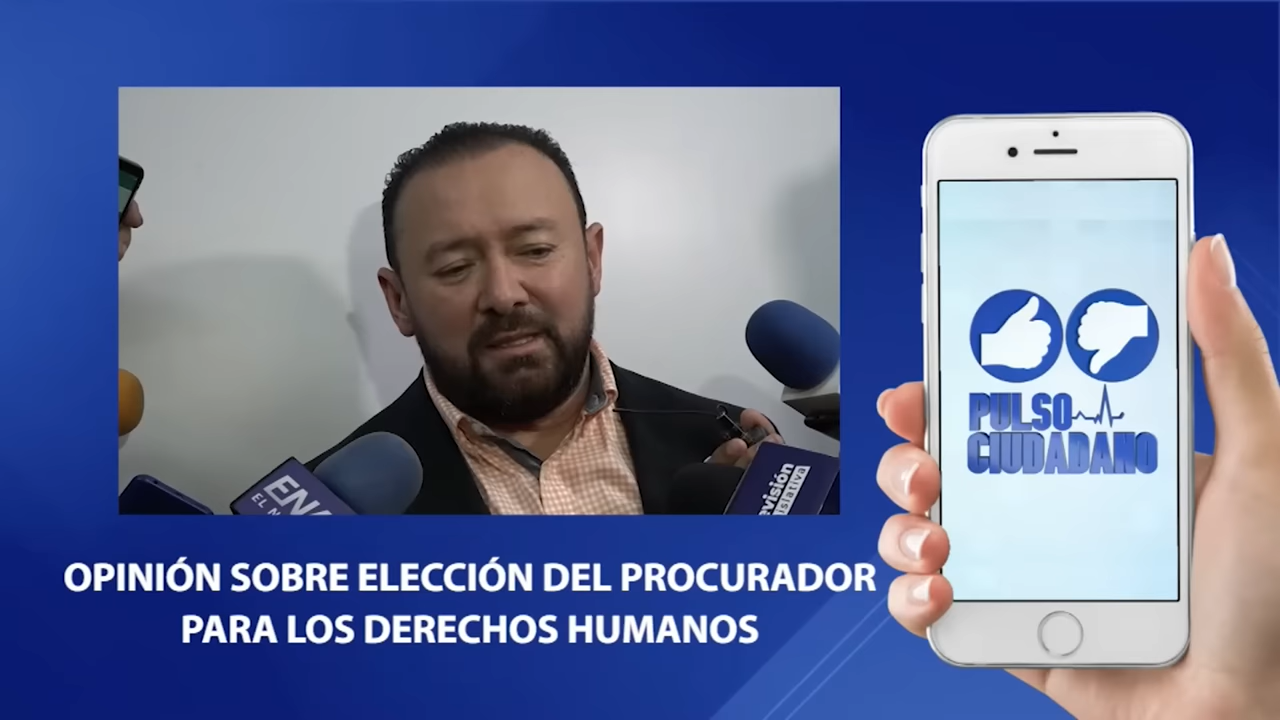 OPINIÓN SOBRE ELECCIÓN DEL PROCURADOR
PARA LOS DERECHOS HUMANOS
PULSO
CIUDADANO